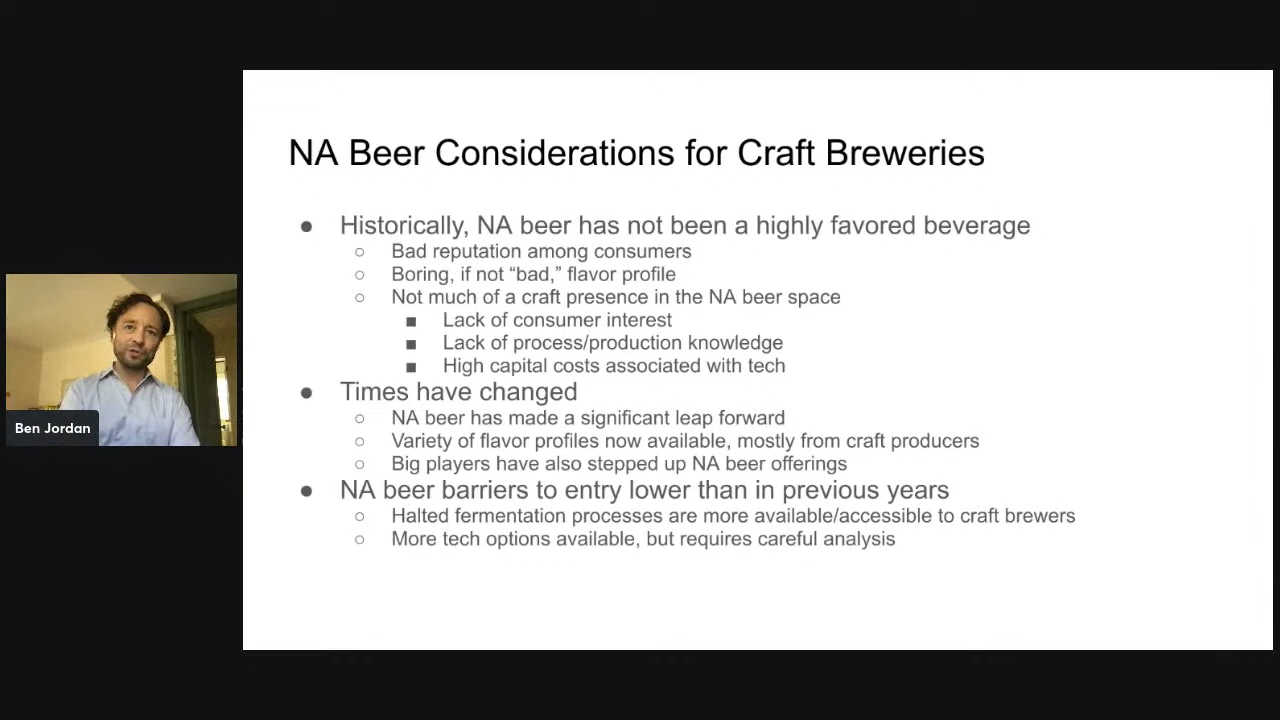 NA Beer Considerations for Craft Breweries
● Historically, NA beer has not been a highly favored beverage
○ Bad reputation among consumers
○ Boring, if not “bad,” flavor profile
○ Not much of a craft presence in the NA beer space
■ Lack of consumer interest
■ Lack of process/production knowledge
■ High capital costs associated with tech
● Times have changed
○ NA beer has made a significant leap forward
○ Variety of flavor profiles now available, mostly from craft producers
○ Big players have also stepped up NA beer offerings
● NA beer barriers to entry lower than in previous years
○ Halted fermentation processes are more available/accessible to craft brewers
○ More tech options available, but requires careful analysis
Ben Jordan